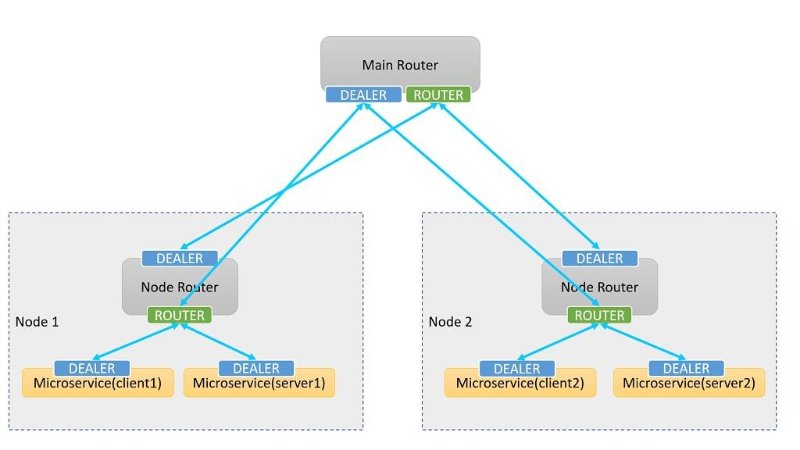 Main Router
DEALER ROUTER
DEALER
Node Router
ROUTER
Node 1
DEALER
Microservice(client1)
DEALER
Microservice(server1)
DEALER
Node Router
ROUTER
Node 2
DEALER
Microservice(client2)
DEALER
Microservice(server2)